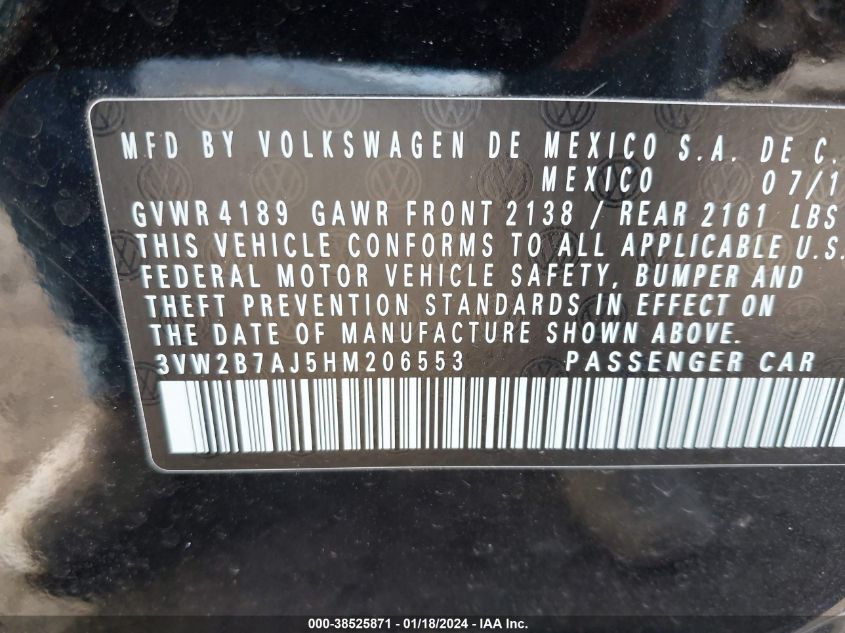 MFD BY VOLKSWAGEN DE MEXICO S.A. DE C.
MEXICO 07/1
GVWR 4189 GAWR FRONT 2138 / REAR 2161 LBS
THIS VEHICLE CONFORMS TO ALL APPLICABLE U.S.
FEDERAL MOTOR VEHICLE SAFETY, BUMPER AND
THEFT PREVENTION STANDARDS IN EFFECT ON
THE DATE OF MANUFACTURE SHOWN ABOVE.
3VW2B7AJ5HM206553 PASSENGER CAR
000-38525871 - 01/18/2024 - IAA Inc.